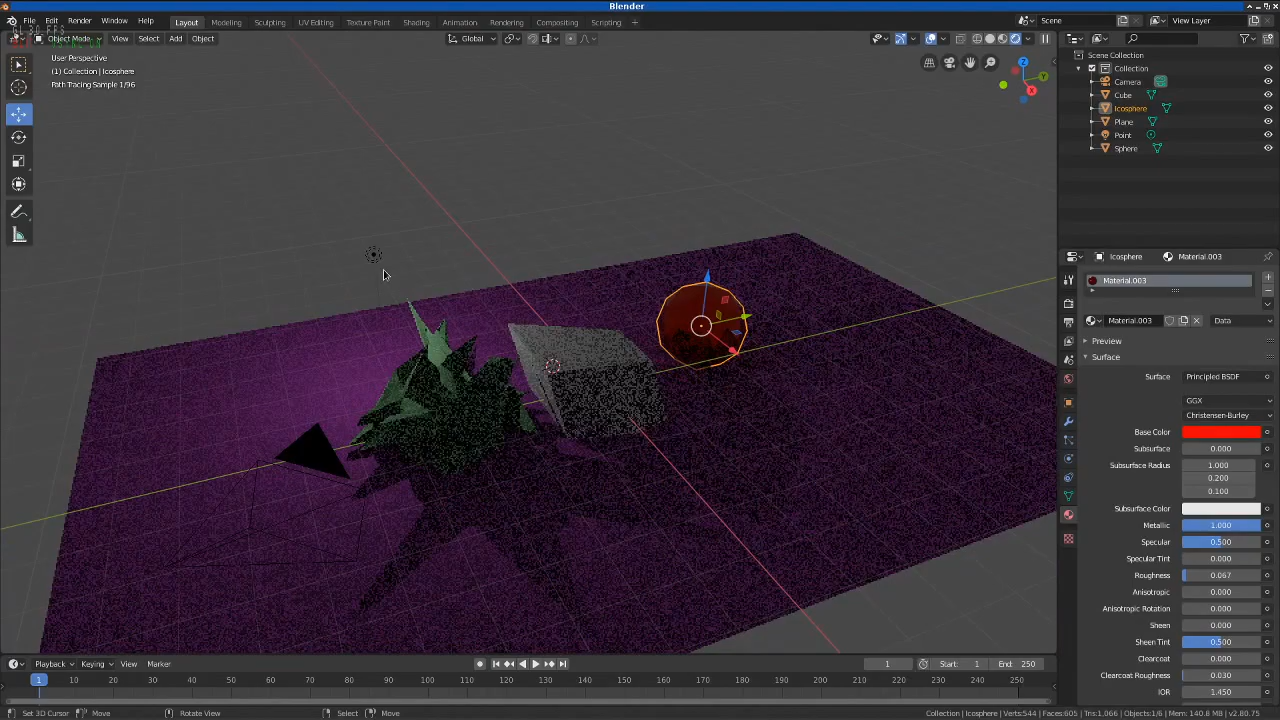 Blender
File Edit Render Window Help Layout Modeling Sculpting UV Editing Texture Paint Shading Animation Rendering Compositing Scripting + Scene View Layer
Object Mode View Select Add Object Global
User Perspective
(1) Collection | Icosphere
Path Tracing Sample 1/96
Z
Y
X
Scene Collection
Collection
Camera
Cube
Icosphere
Plane
Point
Sphere
Icosphere Material.003
Material.003
Material.003 Data
Preview
Surface
Surface Principled BSDF
GGX
Christensen-Burley
Base Color
Subsurface 0.000
Subsurface Radius 1.000
0.200
0.100
Subsurface Color
Metallic 1.000
Specular 0.500
Specular Tint 0.000
Roughness 0.067
Anisotropic 0.000
Anisotropic Rotation 0.000
Sheen 0.000
Sheen Tint 0.500
Clearcoat 0.000
Clearcoat Roughness 0.030
IOR 1.450
Playback Keying View Marker 1 Start: 1 End: 250
1 10 20 30 40 50 60 70 80 90 100 110 120 130 140 150 160 170 180 190 200 210 220 230 240 250
Set 3D Cursor Move Rotate View Select Move Collection | Icosphere | Verts:544 | Faces:605 | Tris:1,066 | Objects:1/6 | Mem: 140.8 MB | v2.80.75